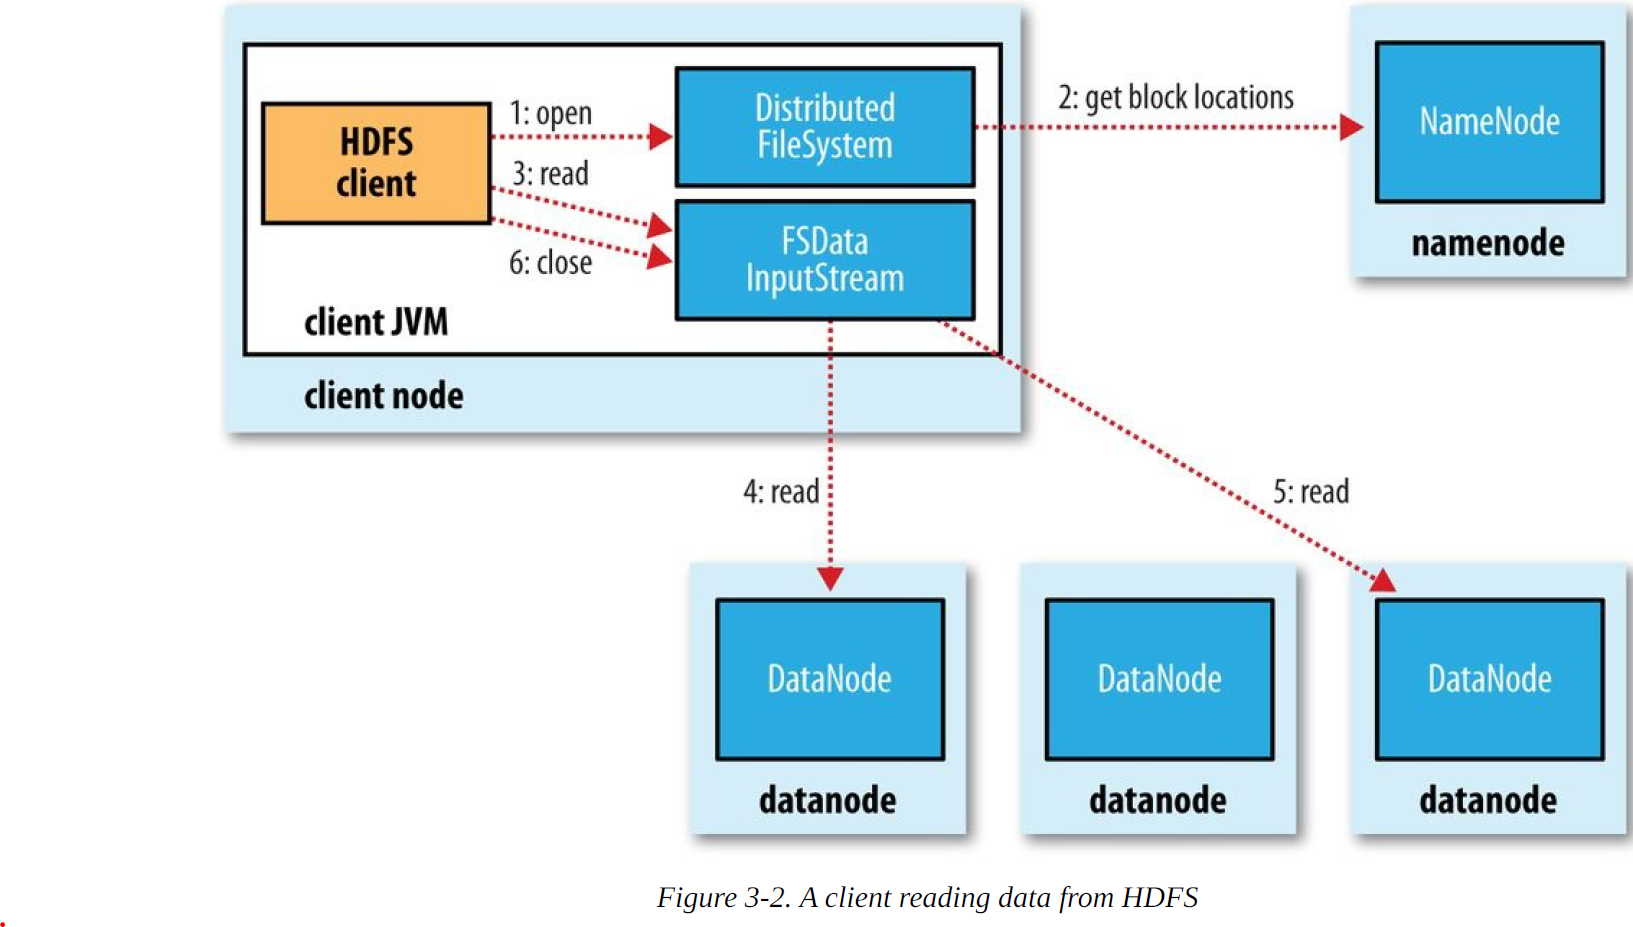 HDFS
client
1: open
3: read
6: close
Distributed
FileSystem
FSData
InputStream
client JVM
client node
2: get block locations
NameNode
namenode
4: read
5: read
DataNode
datanode
DataNode
datanode
DataNode
datanode
Figure 3-2. A client reading data from HDFS